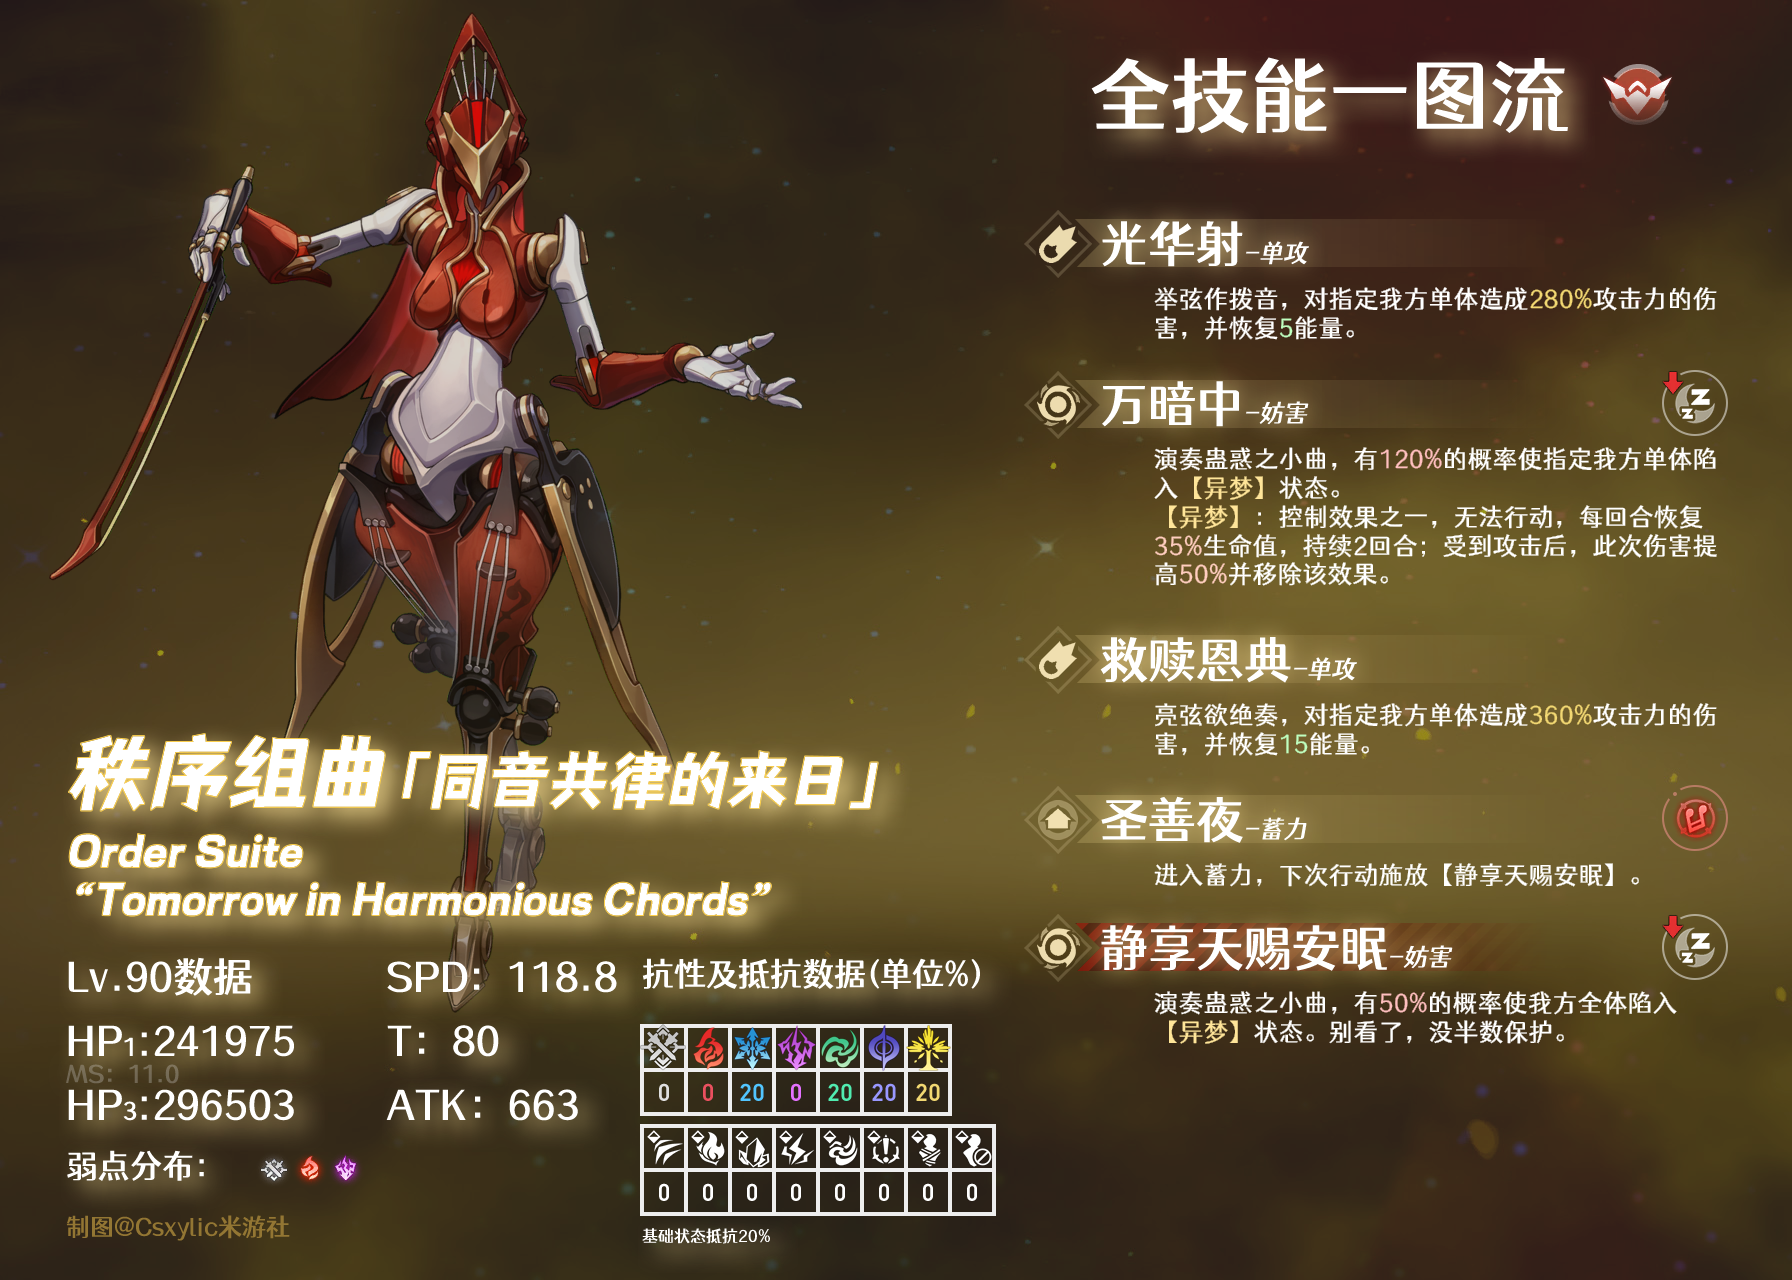 全技能一图流
光华射-单攻
举弦作拨音，对指定我方单体造成280%攻击力的伤
害，并恢复5能量。
万暗中-妨害
演奏蛊惑之小曲，有120%的概率使指定我方单体陷
入【异梦】状态。
【异梦】：控制效果之一，无法行动，每回合恢复
35%生命值，持续2回合；受到攻击后，此次伤害提
高50%并移除该效果。
救赎恩典-单攻
亮弦欲绝奏，对指定我方单体造成360%攻击力的伤
害，并恢复15能量。
圣善夜-蓄力
进入蓄力，下次行动施放【静享天赐安眠】。
静享天赐安眠-妨害
演奏蛊惑之小曲，有50%的概率使我方全体陷入
【异梦】状态。别看了，没半数保护。
秩序组曲「同音共律的来日」
Order Suite
“Tomorrow in Harmonious Chords”
Lv.90数据
SPD：118.8
HP1:241975
T：80
MS：11.0
HP3:296503
ATK：663
弱点分布：
制图@Csxylic米游社
抗性及抵抗数据(单位%)
0 0 20 0 20 20 20
0 0 0 0 0 0 0 0
基础状态抵抗20%